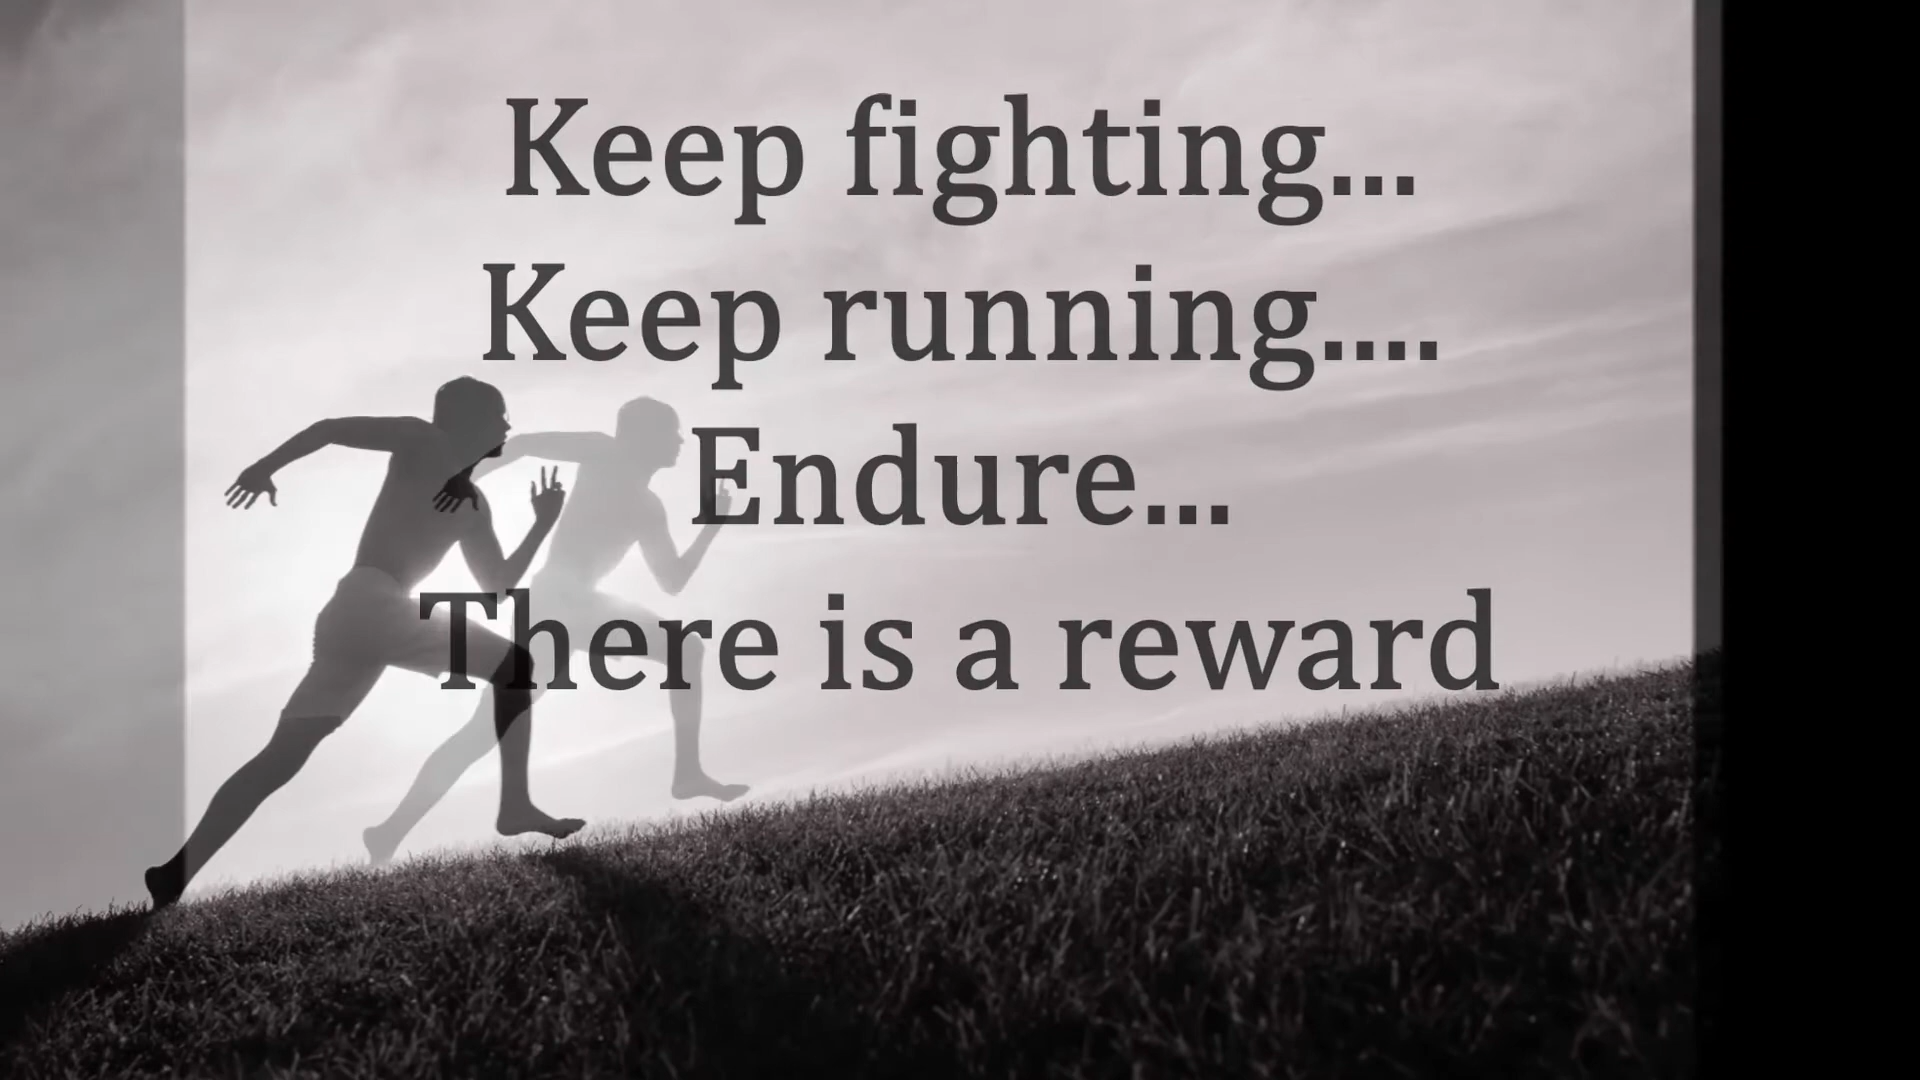 Keep fighting...
Keep running....
Endure...
There is a reward